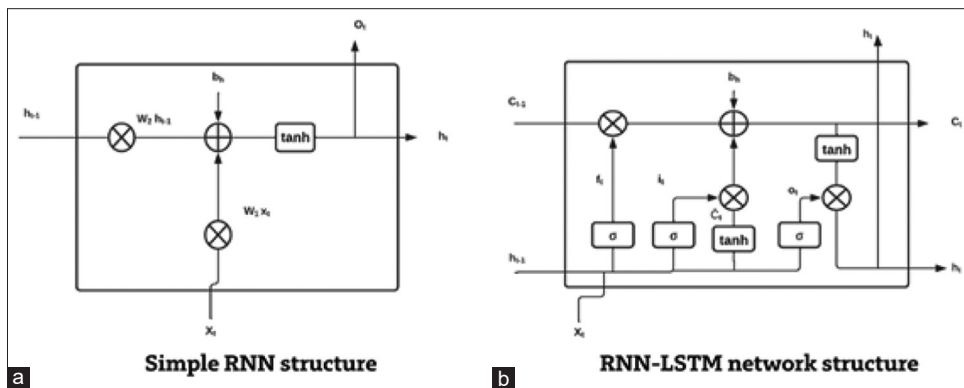 Oₜ
bₕ
hₜ₋₁
W₂ hₜ₋₁
tanh
hₜ
W₁ xₜ
Xₜ
a
Simple RNN structure
hₜ
bₕ
Cₜ₋₁
Cₜ
tanh
fₜ
iₜ
oₜ
Ĉₜ
σ
σ
tanh
σ
hₜ₋₁
hₜ
Xₜ
b
RNN-LSTM network structure